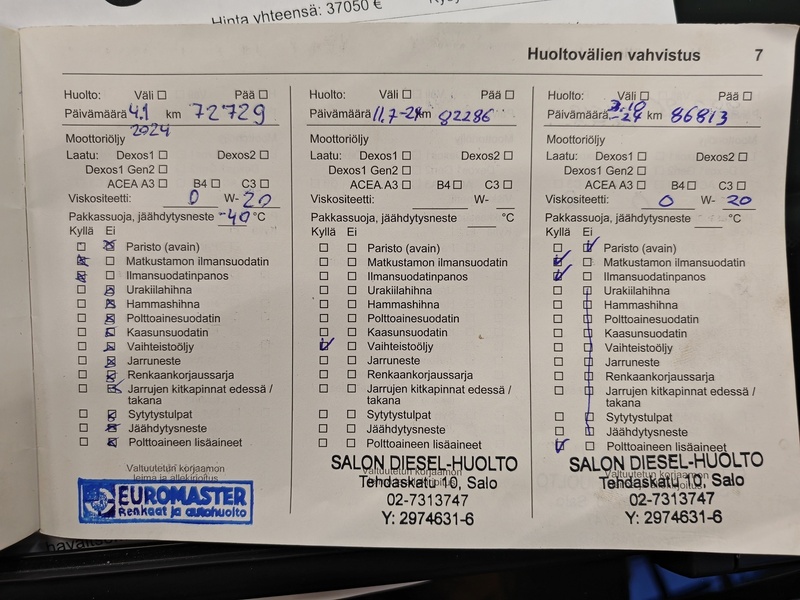 Hinta yhteensä: 37050 €
Huoltovälien vahvistus 7
Huolto: Väli Pää
Päivämäärä 4.1 2024 km 72729
Moottoriöljy
Laatu: Dexos1 Dexos2
Dexos1 Gen2
ACEA A3 B4 C3
Viskositeetti: 0 W- 20
Pakkassuoja, jäähdytysneste -40 °C
Kyllä Ei
Paristo (avain)
Matkustamon ilmansuodatin
Ilmansuodatinpanos
Urakiilahihna
Hammashihna
Polttoainesuodatin
Kaasunsuodatin
Vaihteistoöljy
Jarruneste
Renkaankorjaussarja
Jarrujen kitkapinnat edessä /
takana
Sytytystulpat
Jäähdytysneste
Polttoaineen lisäaineet
Valtuutetun korjaamon
leima ja allekirjoitus
EUROMASTER
Renkaat ja autohuolto
Huolto: Väli Pää
Päivämäärä 11.7-24 km 82286
Moottoriöljy
Laatu: Dexos1 Dexos2
Dexos1 Gen2
ACEA A3 B4 C3
Viskositeetti: W-
Pakkassuoja, jäähdytysneste °C
Kyllä Ei
Paristo (avain)
Matkustamon ilmansuodatin
Ilmansuodatinpanos
Urakiilahihna
Hammashihna
Polttoainesuodatin
Kaasunsuodatin
Vaihteistoöljy
Jarruneste
Renkaankorjaussarja
Jarrujen kitkapinnat edessä /
takana
Sytytystulpat
Jäähdytysneste
Polttoaineen lisäaineet
Valtuutetun korjaamon
SALON DIESEL-HUOLTO
Tehdaskatu 10, Salo
02-7313747
Y: 2974631-6
Huolto: Väli Pää
Päivämäärä 3.10 -24 km 86813
Moottoriöljy
Laatu: Dexos1 Dexos2
Dexos1 Gen2
ACEA A3 B4 C3
Viskositeetti: 0 W- 20
Pakkassuoja, jäähdytysneste °C
Kyllä Ei
Paristo (avain)
Matkustamon ilmansuodatin
Ilmansuodatinpanos
Urakiilahihna
Hammashihna
Polttoainesuodatin
Kaasunsuodatin
Vaihteistoöljy
Jarruneste
Renkaankorjaussarja
Jarrujen kitkapinnat edessä /
takana
Sytytystulpat
Jäähdytysneste
Polttoaineen lisäaineet
Valtuutetun korjaamon
SALON DIESEL-HUOLTO
Tehdaskatu 10, Salo
02-7313747
Y: 2974631-6